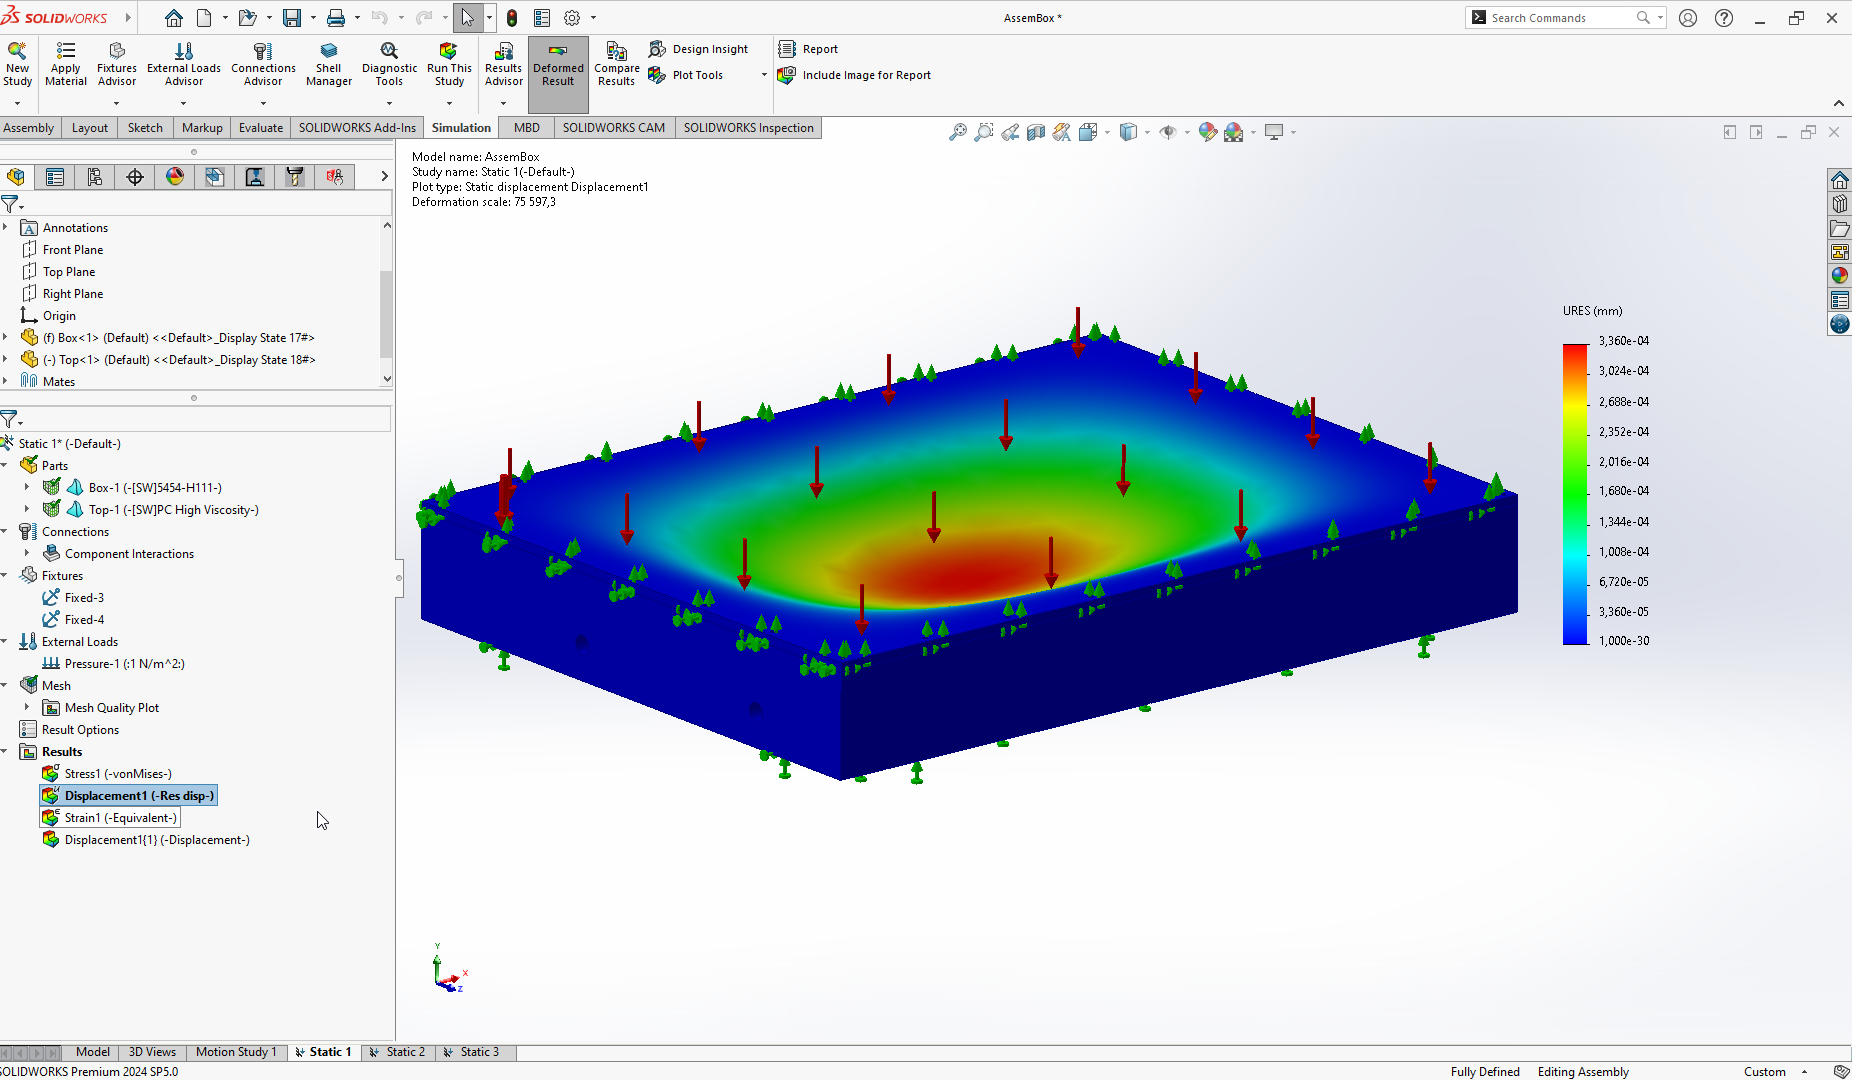 SOLIDWORKS
AssemBox *
Search Commands
New Study
Apply Material
Fixtures Advisor
External Loads Advisor
Connections Advisor
Shell Manager
Diagnostic Tools
Run This Study
Results Advisor
Deformed Result
Compare Results
Design Insight
Plot Tools
Report
Include Image for Report
Assembly
Layout
Sketch
Markup
Evaluate
SOLIDWORKS Add-Ins
Simulation
MBD
SOLIDWORKS CAM
SOLIDWORKS Inspection
Annotations
Front Plane
Top Plane
Right Plane
Origin
(f) Box<1> (Default) <<Default>_Display State 17#>
(-) Top<1> (Default) <<Default>_Display State 18#>
Mates
Static 1* (-Default-)
Parts
Box-1 (-[SW]5454-H111-)
Top-1 (-[SW]PC High Viscosity-)
Connections
Component Interactions
Fixtures
Fixed-3
Fixed-4
External Loads
Pressure-1 (:1 N/m^2:)
Mesh
Mesh Quality Plot
Result Options
Results
Stress1 (-vonMises-)
Displacement1 (-Res disp-)
Strain1 (-Equivalent-)
Displacement1{1} (-Displacement-)
Model name: AssemBox
Study name: Static 1(-Default-)
Plot type: Static displacement Displacement1
Deformation scale: 75 597,3
URES (mm)
3,360e-04
3,024e-04
2,688e-04
2,352e-04
2,016e-04
1,680e-04
1,344e-04
1,008e-04
6,720e-05
3,360e-05
1,000e-30
Y
X
Z
Model
3D Views
Motion Study 1
Static 1
Static 2
Static 3
SOLIDWORKS Premium 2024 SP5.0
Fully Defined
Editing Assembly
Custom